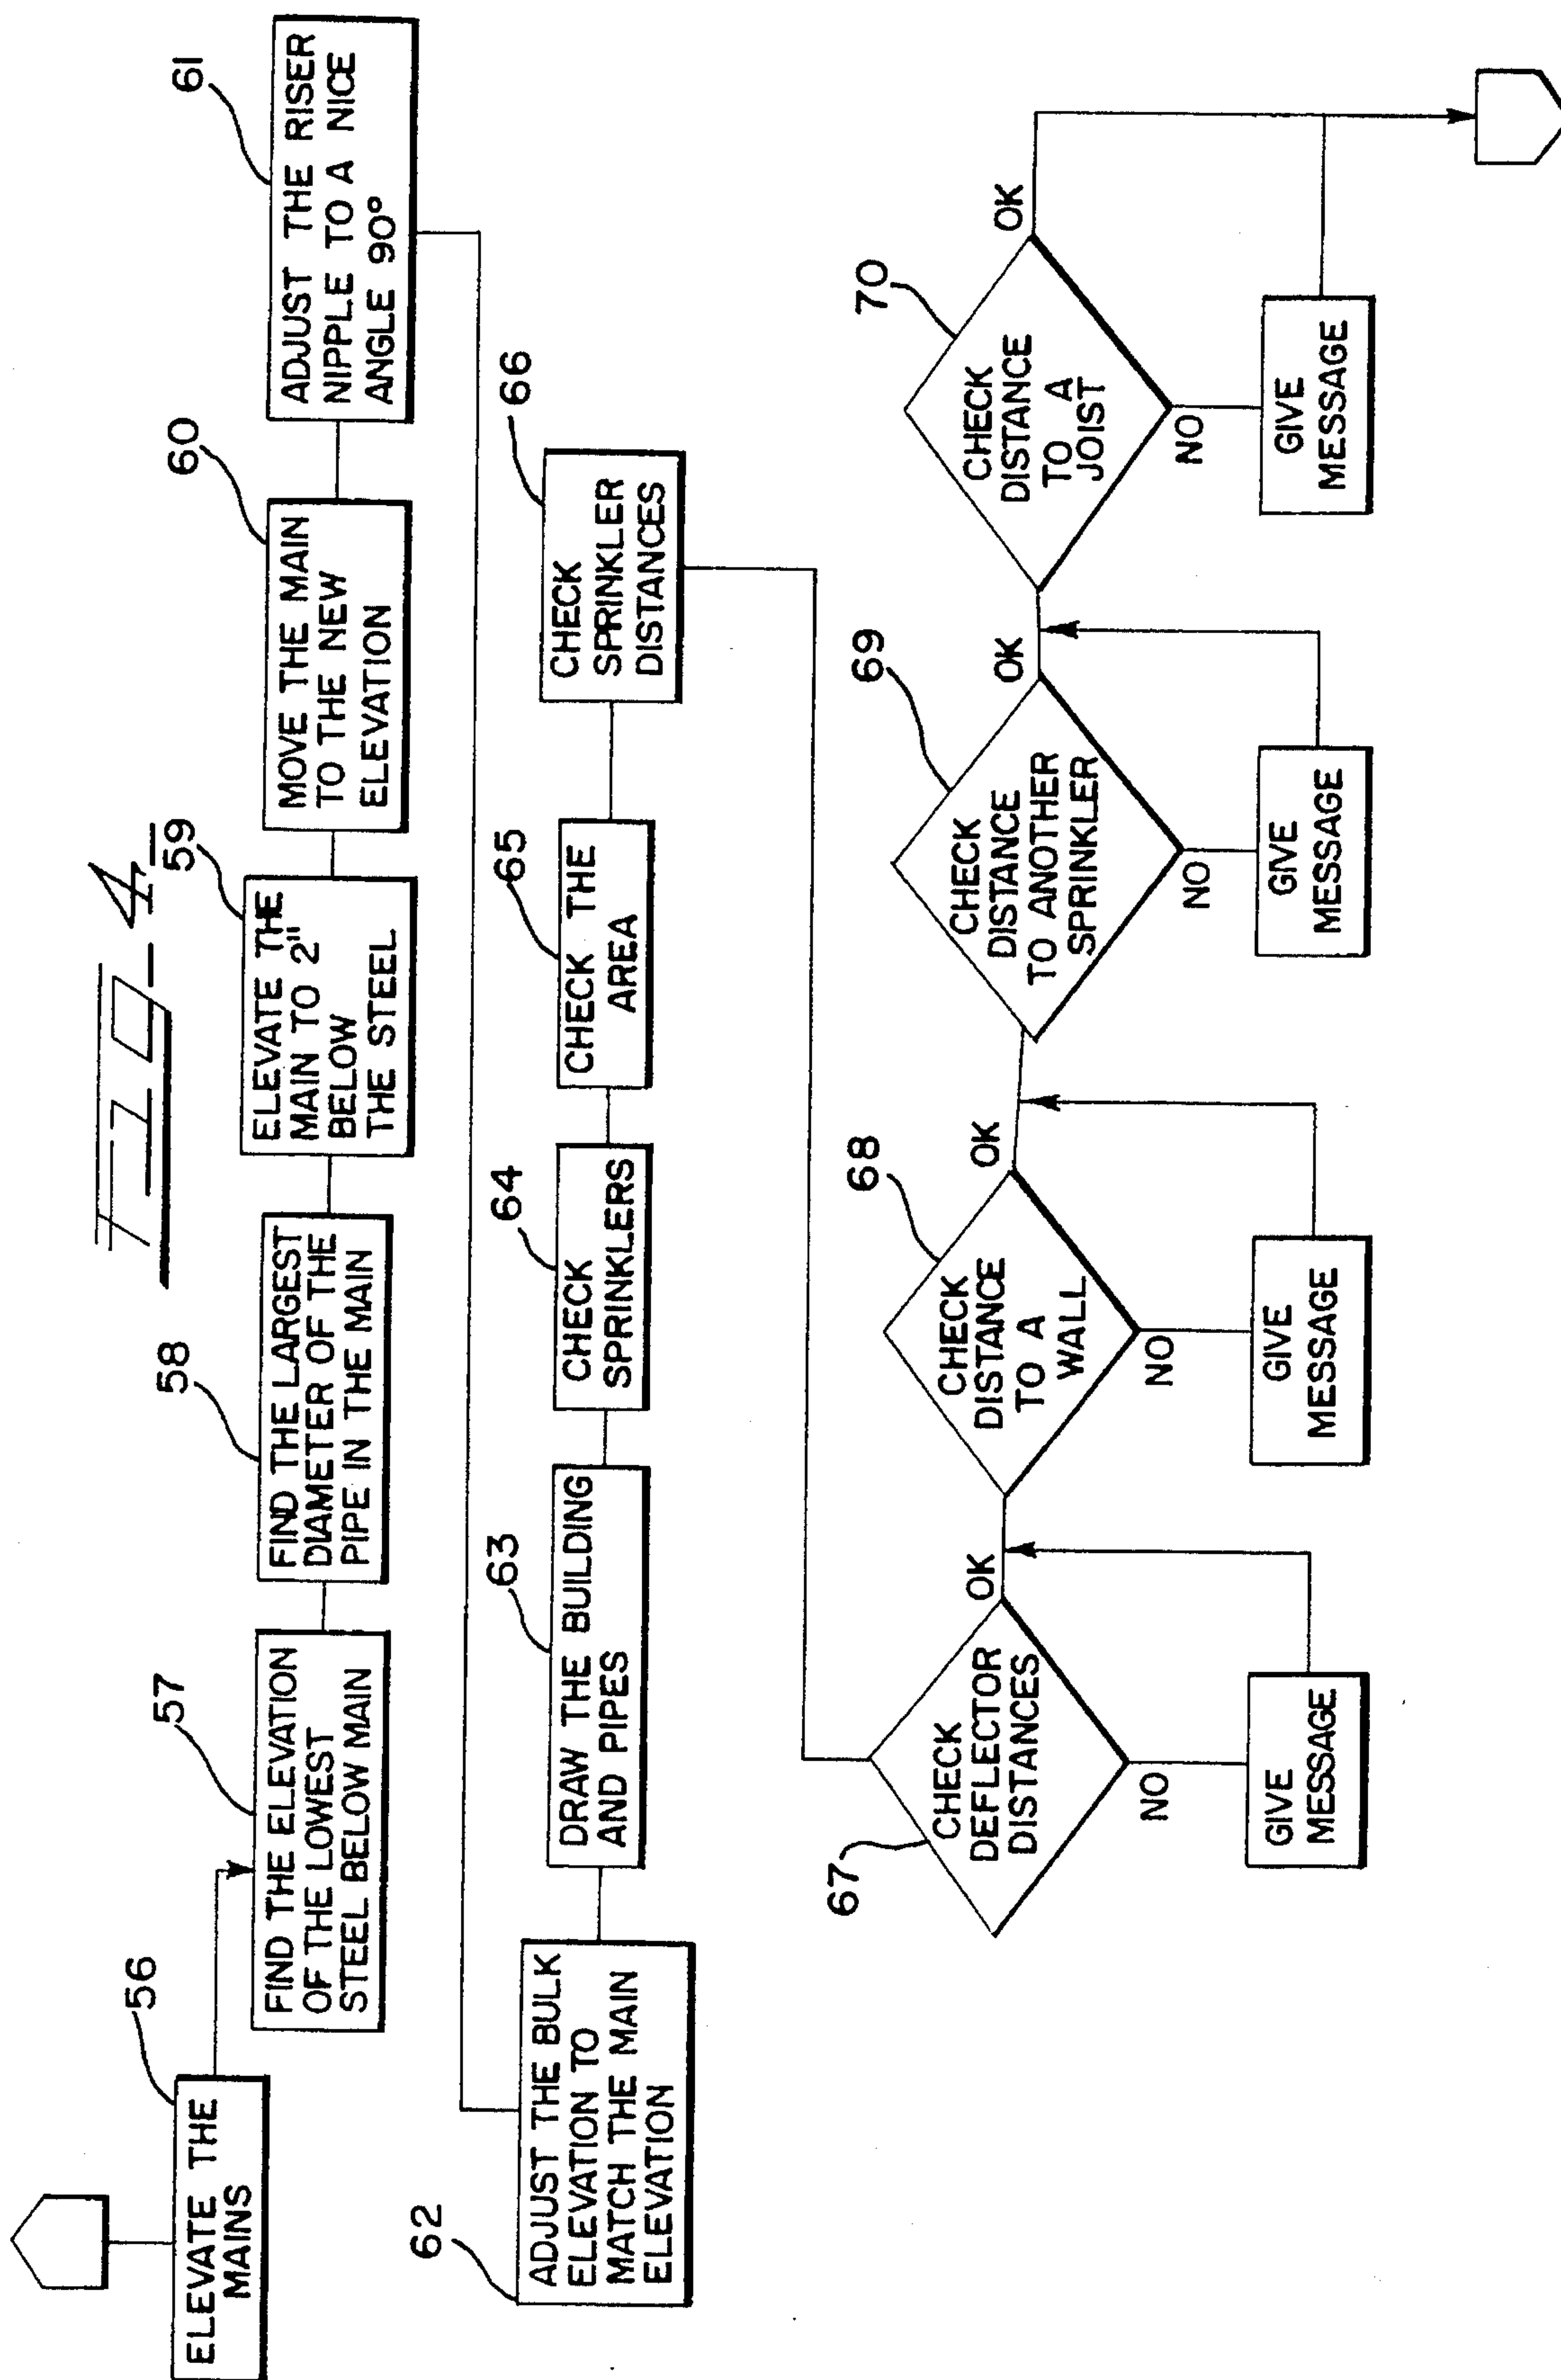 FIG. 4
56
ELEVATE THE
MAINS
57
FIND THE ELEVATION
OF THE LOWEST
STEEL BELOW MAIN
58
FIND THE LARGEST
DIAMETER OF THE
PIPE IN THE MAIN
59
ELEVATE THE
MAIN TO 2"
BELOW
THE STEEL
60
MOVE THE MAIN
TO THE NEW
ELEVATION
61
ADJUST THE RISER
NIPPLE TO A NICE
ANGLE 90°
62
ADJUST THE BULK
ELEVATION TO
MATCH THE MAIN
ELEVATION
63
DRAW THE BUILDING
AND PIPES
64
CHECK
SPRINKLERS
65
CHECK THE
AREA
66
CHECK
SPRINKLER
DISTANCES
67
CHECK
DEFLECTOR
DISTANCES
OK
NO
GIVE
MESSAGE
68
CHECK
DISTANCE
TO A
WALL
OK
NO
GIVE
MESSAGE
69
CHECK
DISTANCE
TO ANOTHER
SPRINKLER
OK
NO
GIVE
MESSAGE
70
CHECK
DISTANCE
TO A
JOIST
OK
NO
GIVE
MESSAGE